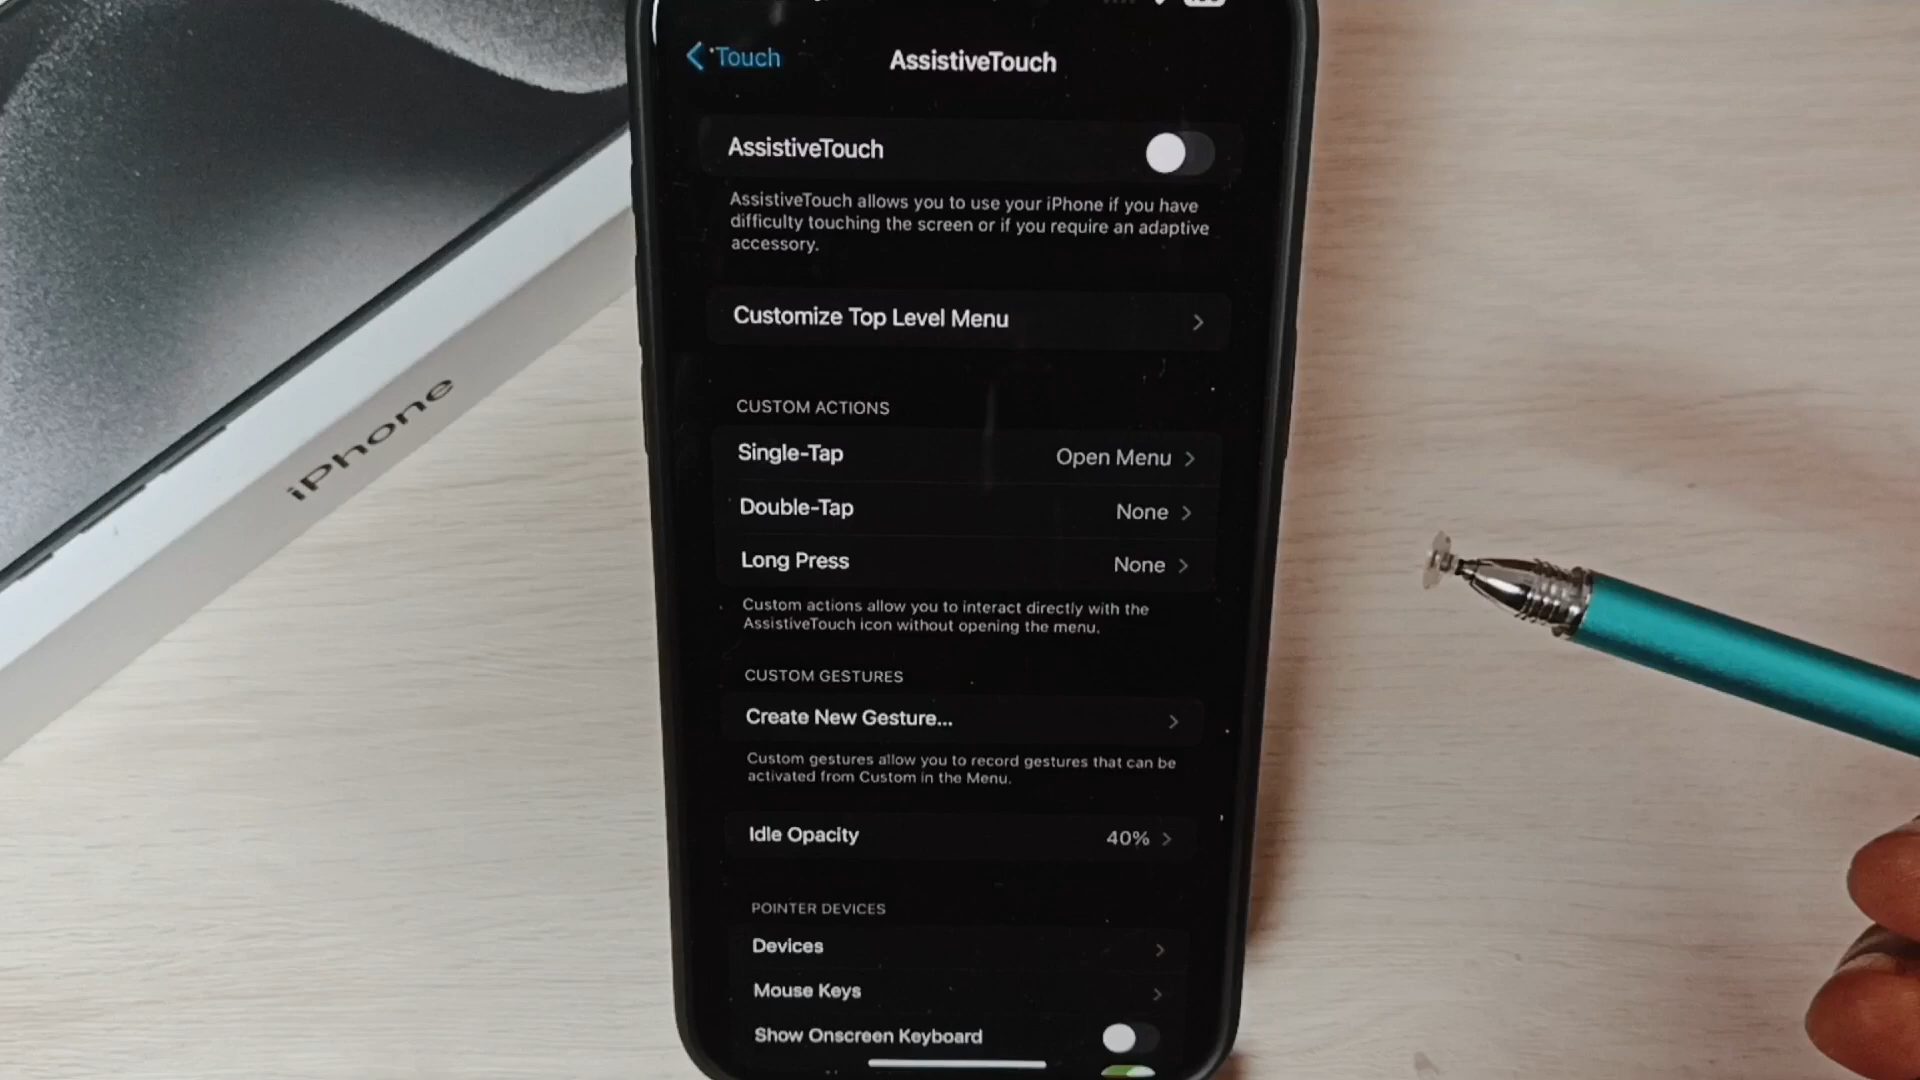 Touch
AssistiveTouch
AssistiveTouch
AssistiveTouch allows you to use your iPhone if you have
difficulty touching the screen or if you require an adaptive
accessory.
Customize Top Level Menu
CUSTOM ACTIONS
Single-Tap Open Menu
Double-Tap None
Long Press None
Custom actions allow you to interact directly with the
AssistiveTouch icon without opening the menu.
CUSTOM GESTURES
Create New Gesture...
Custom gestures allow you to record gestures that can be
activated from Custom in the Menu.
Idle Opacity 40%
POINTER DEVICES
Devices
Mouse Keys
Show Onscreen Keyboard
iPhone